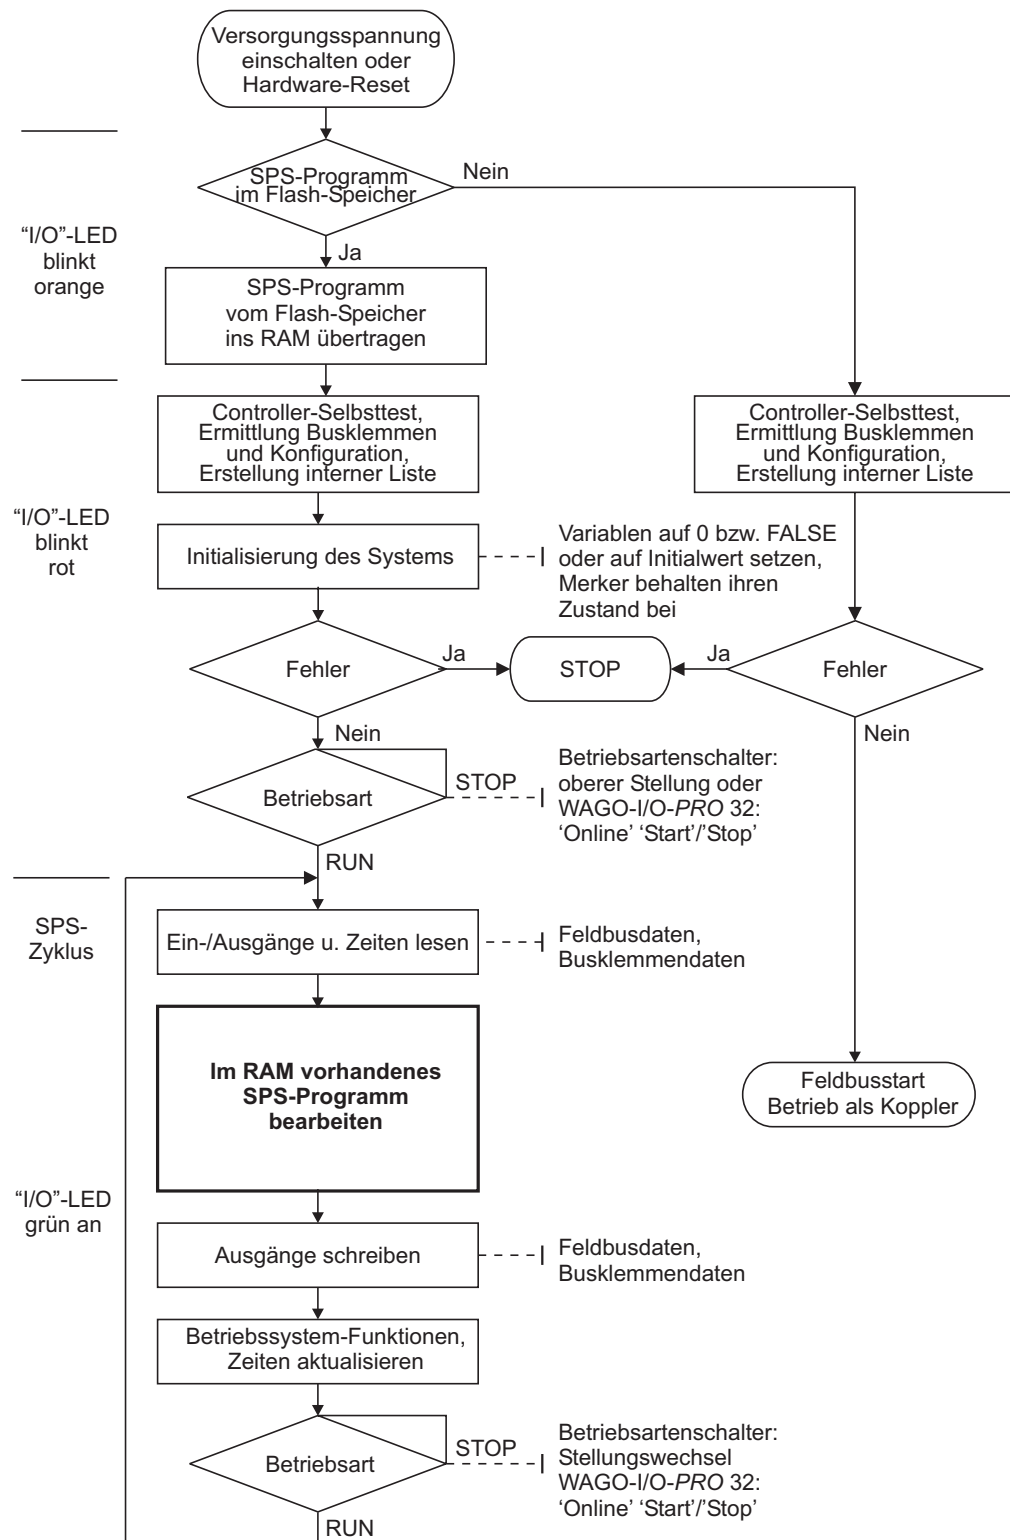 Versorgungsspannung
einschalten oder
Hardware-Reset
SPS-Programm
im Flash-Speicher
Nein
Ja
“I/O”-LED
blinkt
orange
SPS-Programm
vom Flash-Speicher
ins RAM übertragen
Controller-Selbsttest,
Ermittlung Busklemmen
und Konfiguration,
Erstellung interner Liste
Controller-Selbsttest,
Ermittlung Busklemmen
und Konfiguration,
Erstellung interner Liste
“I/O”-LED
blinkt
rot
Initialisierung des Systems
Variablen auf 0 bzw. FALSE
oder auf Initialwert setzen,
Merker behalten ihren
Zustand bei
Fehler
Ja
STOP
Ja
Fehler
Nein
Nein
Betriebsart
STOP
Betriebsartenschalter:
oberer Stellung oder
WAGO-I/O-PRO 32:
‘Online’ ‘Start’/’Stop’
RUN
SPS-
Zyklus
Ein-/Ausgänge u. Zeiten lesen
Feldbusdaten,
Busklemmendaten
Im RAM vorhandenes
SPS-Programm
bearbeiten
Feldbusstart
Betrieb als Koppler
“I/O”-LED
grün an
Ausgänge schreiben
Feldbusdaten,
Busklemmendaten
Betriebssystem-Funktionen,
Zeiten aktualisieren
Betriebsart
STOP
Betriebsartenschalter:
Stellungswechsel
WAGO-I/O-PRO 32:
‘Online’ ‘Start’/’Stop’
RUN